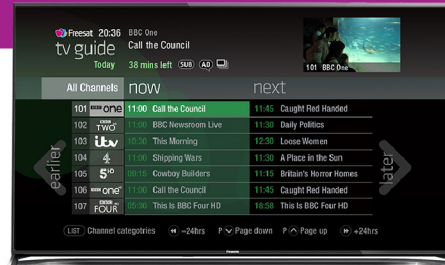 Freesat 20:36 BBC One
tv guide Call the Council
Today 38 mins left SUB AD
101 BBC One
All Channels now next
101 BBC one 11:00 Call the Council 11:45 Caught Red Handed
102 BBC TWO 11:00 BBC Newsroom Live 11:30 Daily Politics
103 itv 10:30 This Morning 12:30 Loose Women
104 4 11:00 Shipping Wars 11:30 A Place in the Sun
105 5 09:15 Cowboy Builders 11:15 Britain's Horror Homes
106 BBC one 11:00 Call the Council 11:45 Caught Red Handed
107 BBC FOUR 05:30 This Is BBC Four HD 18:58 This Is BBC Four HD
earlier
later
LIST Channel categotries -24hrs P Page down P Page up +24hrs
Panasonic